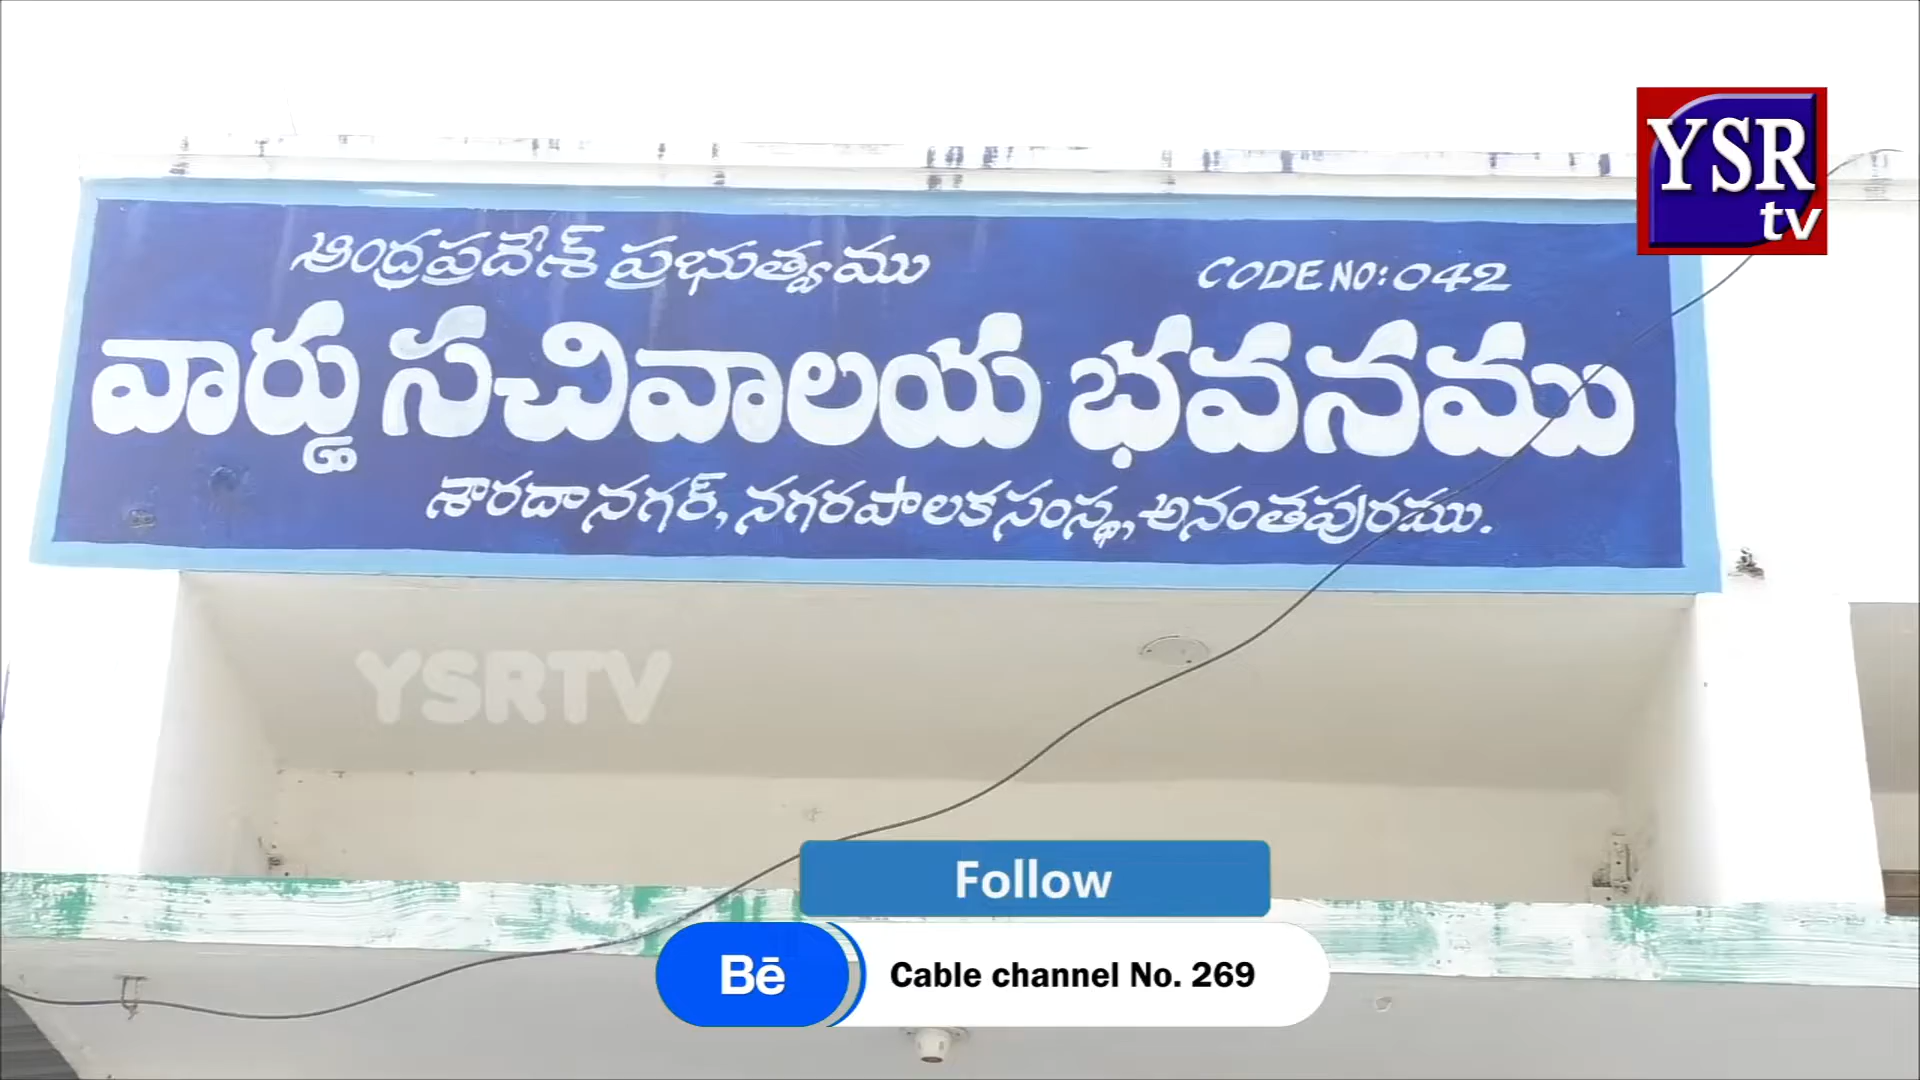 ఆంధ్రప్రదేశ్ ప్రభుత్వము
CODE NO: 042
వార్డు సచివాలయ భవనము
శారదానగర్, నగరపాలకసంస్థ, అనంతపురము.
YSR
tv
YSRTV
Follow
Bē
Cable channel No. 269